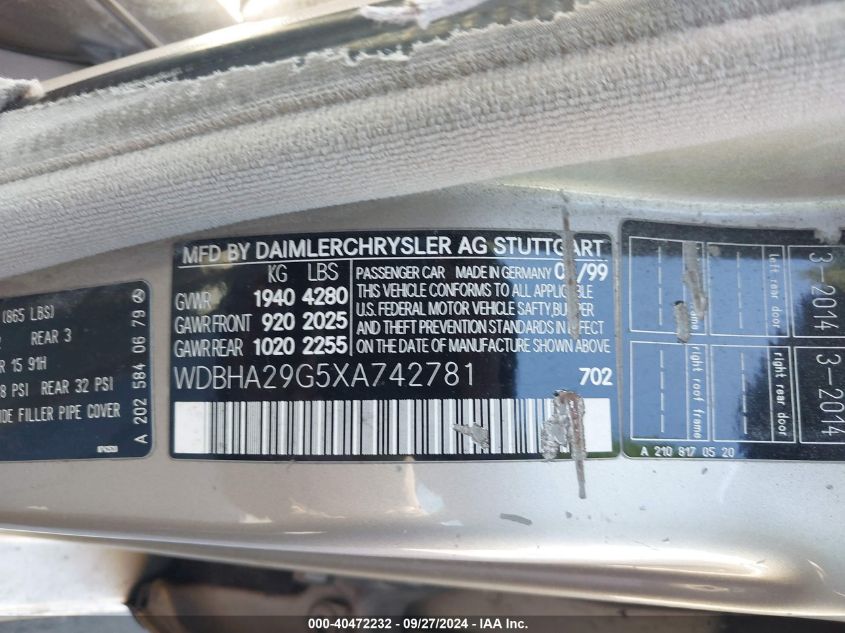 (865 LBS)
REAR 3
15 91H
PSI REAR 32 PSI
FILLER PIPE COVER
A 202 584 06 79
MFD BY DAIMLERCHRYSLER AG STUTTGART
KG LBS
GVWR 1940 4280
GAWR FRONT 920 2025
GAWR REAR 1020 2255
PASSENGER CAR MADE IN GERMANY /99
THIS VEHICLE CONFORMS TO ALL APPLICABLE
U.S. FEDERAL MOTOR VEHICLE SAFTY, BUMPER
AND THEFT PREVENTION STANDARDS IN EFFECT
ON THE DATE OF MANUFACTURE SHOWN ABOVE.
WDBHA29G5XA742781 702
left rear door
3-2014
right roof frame
right rear door
3-2014
A 210 817 05 20
000-40472232 - 09/27/2024 - IAA Inc.